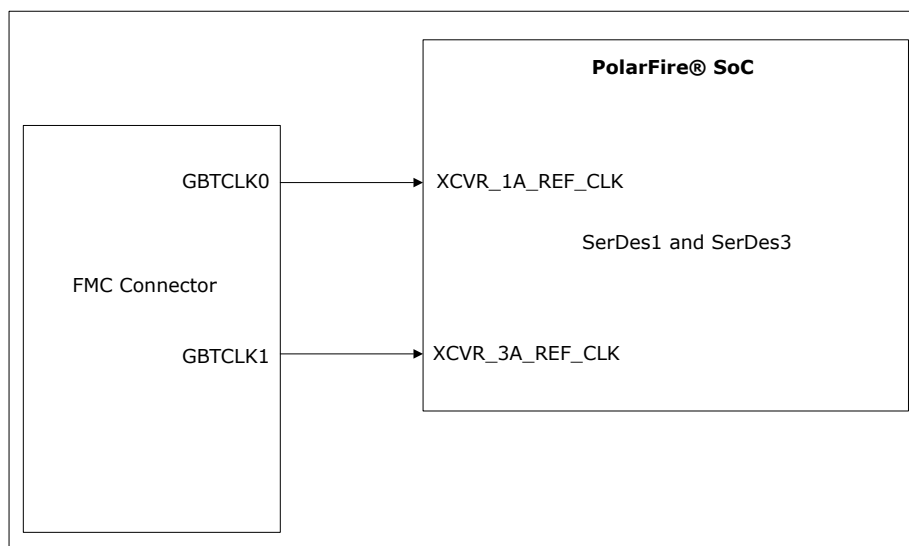 PolarFire® SoC
GBTCLK0
XCVR_1A_REF_CLK
SerDes1 and SerDes3
FMC Connector
GBTCLK1
XCVR_3A_REF_CLK